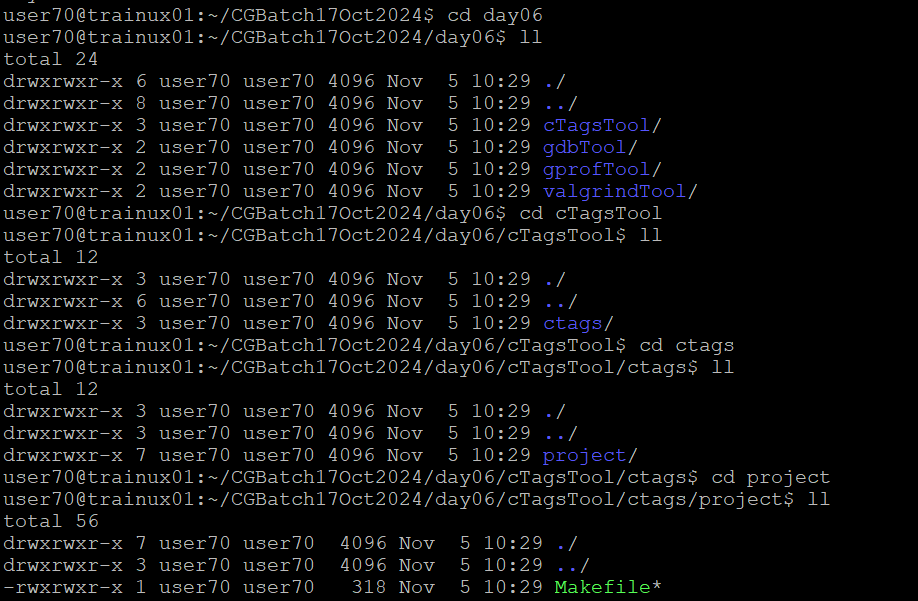 user70@trainux01:~/CGBatch17Oct2024$ cd day06
user70@trainux01:~/CGBatch17Oct2024/day06$ ll
total 24
drwxrwxr-x 6 user70 user70 4096 Nov  5 10:29 ./
drwxrwxr-x 8 user70 user70 4096 Nov  5 10:29 ../
drwxrwxr-x 3 user70 user70 4096 Nov  5 10:29 cTagsTool/
drwxrwxr-x 2 user70 user70 4096 Nov  5 10:29 gdbTool/
drwxrwxr-x 2 user70 user70 4096 Nov  5 10:29 gprofTool/
drwxrwxr-x 2 user70 user70 4096 Nov  5 10:29 valgrindTool/
user70@trainux01:~/CGBatch17Oct2024/day06$ cd cTagsTool
user70@trainux01:~/CGBatch17Oct2024/day06/cTagsTool$ ll
total 12
drwxrwxr-x 3 user70 user70 4096 Nov  5 10:29 ./
drwxrwxr-x 6 user70 user70 4096 Nov  5 10:29 ../
drwxrwxr-x 3 user70 user70 4096 Nov  5 10:29 ctags/
user70@trainux01:~/CGBatch17Oct2024/day06/cTagsTool$ cd ctags
user70@trainux01:~/CGBatch17Oct2024/day06/cTagsTool/ctags$ ll
total 12
drwxrwxr-x 3 user70 user70 4096 Nov  5 10:29 ./
drwxrwxr-x 3 user70 user70 4096 Nov  5 10:29 ../
drwxrwxr-x 7 user70 user70 4096 Nov  5 10:29 project/
user70@trainux01:~/CGBatch17Oct2024/day06/cTagsTool/ctags$ cd project
user70@trainux01:~/CGBatch17Oct2024/day06/cTagsTool/ctags/project$ ll
total 56
drwxrwxr-x 7 user70 user70  4096 Nov  5 10:29 ./
drwxrwxr-x 3 user70 user70  4096 Nov  5 10:29 ../
-rwxrwxr-x 1 user70 user70   318 Nov  5 10:29 Makefile*